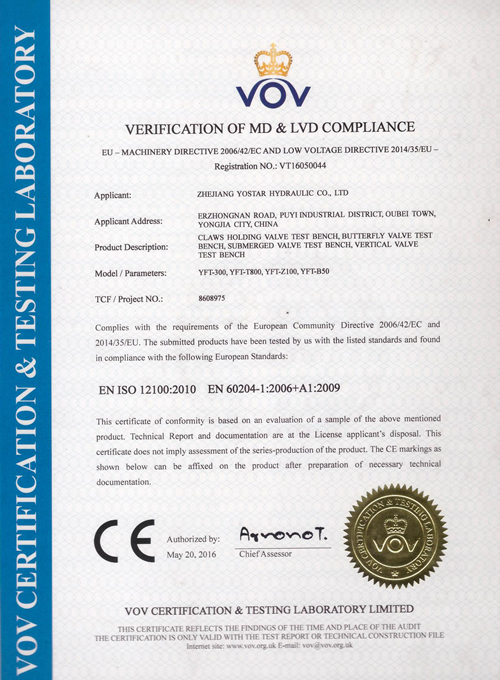 VOV CERTIFICATION & TESTING LABORATORY
VOV
VERIFICATION OF MD & LVD COMPLIANCE
EU – MACHINERY DIRECTIVE 2006/42/EC AND LOW VOLTAGE DIRECTIVE 2014/35/EU –
Registration NO.: VT16050044
Applicant: ZHEJIANG YOSTAR HYDRAULIC CO., LTD
Applicant Address: ERZHONGNAN ROAD, PUYI INDUSTRIAL DISTRICT, OUBEI TOWN,
YONGJIA CITY, CHINA
Product Description: CLAWS HOLDING VALVE TEST BENCH, BUTTERFLY VALVE TEST
BENCH, SUBMERGED VALVE TEST BENCH, VERTICAL VALVE
TEST BENCH
Model / Parameters: YFT-300, YFT-T800, YFT-Z100, YFT-B50
TCF / Project NO.: 8608975
Complies with the requirements of the European Community Directive 2006/42/EC and
2014/35/EU. The submitted products have been tested by us with the listed standards and found
in compliance with the following European Standards:
EN ISO 12100:2010 EN 60204-1:2006+A1:2009
This certificate of conformity is based on an evaluation of a sample of the above mentioned
product. Technical Report and documentation are at the License applicant's disposal. This
certificate does not imply assessment of the series-production of the product. The CE markings as
shown below can be affixed on the product after preparation of necessary technical
documentation.
CE
Authorized by:
May 20, 2016
Chief Assessor
VOV CERTIFICATION & TESTING LABORATORY
VOV
VOV CERTIFICATION & TESTING LABORATORY LIMITED
THIS CERTIFICATE REFLECTS THE FINDINGS OF THE TIME AND PLACE OF THE AUDIT
THE CERTIFICATION IS ONLY VALID WITH THE TEST REPORT OR TECHNICAL CONSTRUCTION FILE
Internet site: www.vov.org.uk E-mail: vov@vov.org.uk